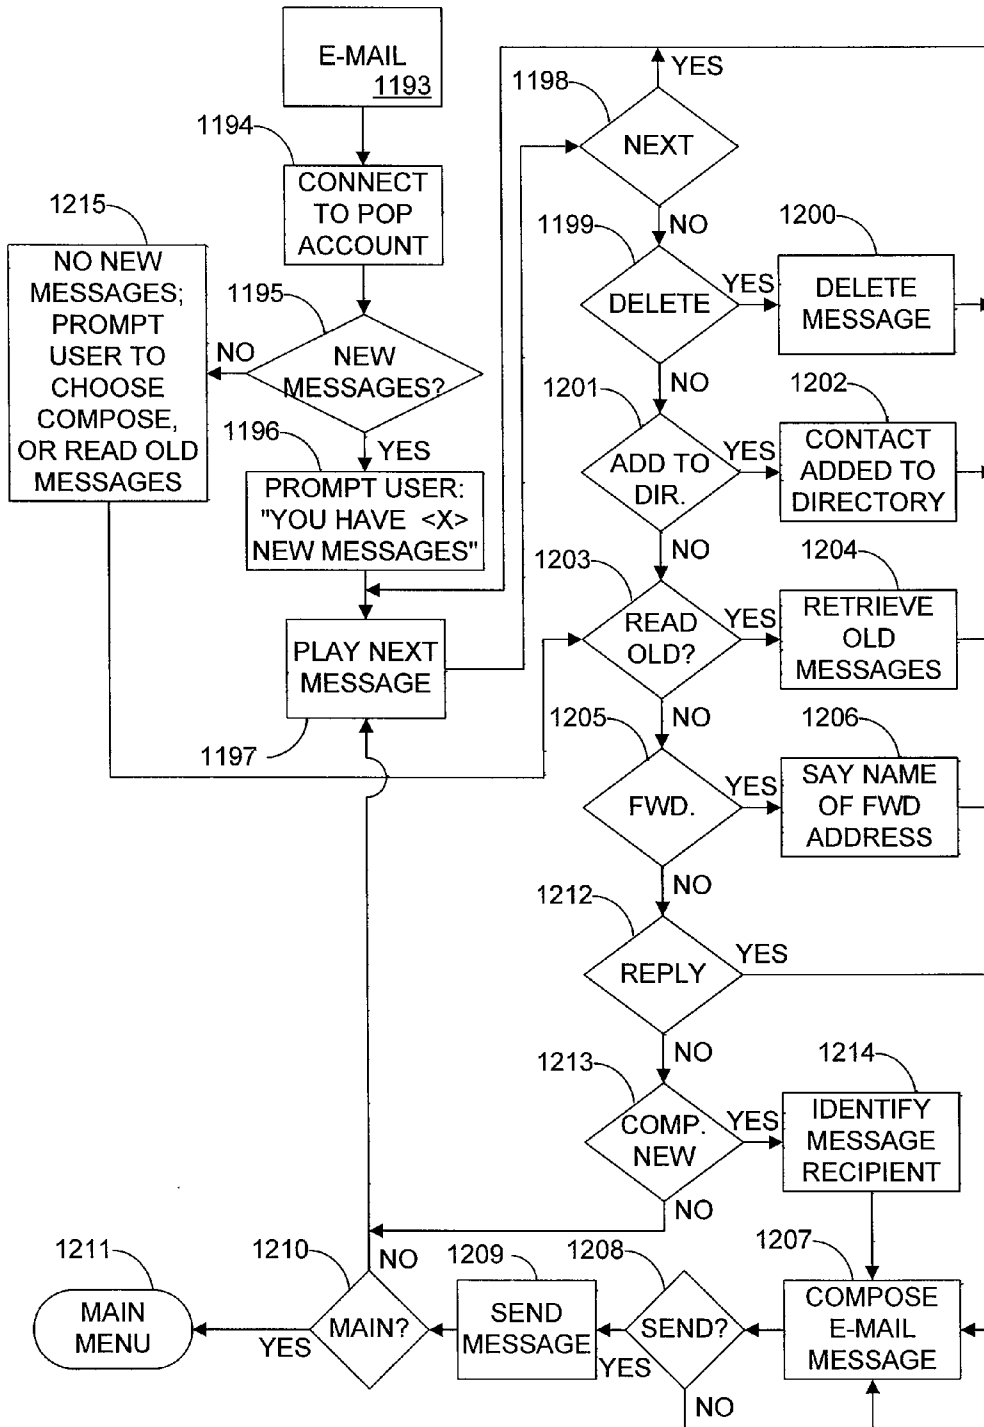 E-MAIL
1193
1194
CONNECT
TO POP
ACCOUNT
1215
NO NEW
MESSAGES;
PROMPT
USER TO
CHOOSE
COMPOSE,
OR READ OLD
MESSAGES
1195
NO
NEW
MESSAGES?
YES
1196
PROMPT USER:
"YOU HAVE <X>
NEW MESSAGES"
PLAY NEXT
MESSAGE
1197
1198
YES
NEXT
NO
1199
DELETE
YES
1200
DELETE
MESSAGE
NO
1201
ADD TO
DIR.
YES
1202
CONTACT
ADDED TO
DIRECTORY
NO
1203
READ
OLD?
YES
1204
RETRIEVE
OLD
MESSAGES
NO
1205
FWD.
YES
1206
SAY NAME
OF FWD
ADDRESS
NO
1212
REPLY
YES
NO
1213
COMP.
NEW
YES
1214
IDENTIFY
MESSAGE
RECIPIENT
NO
1211
MAIN
MENU
1210
NO
MAIN?
YES
1209
SEND
MESSAGE
1208
SEND?
YES
NO
1207
COMPOSE
E-MAIL
MESSAGE